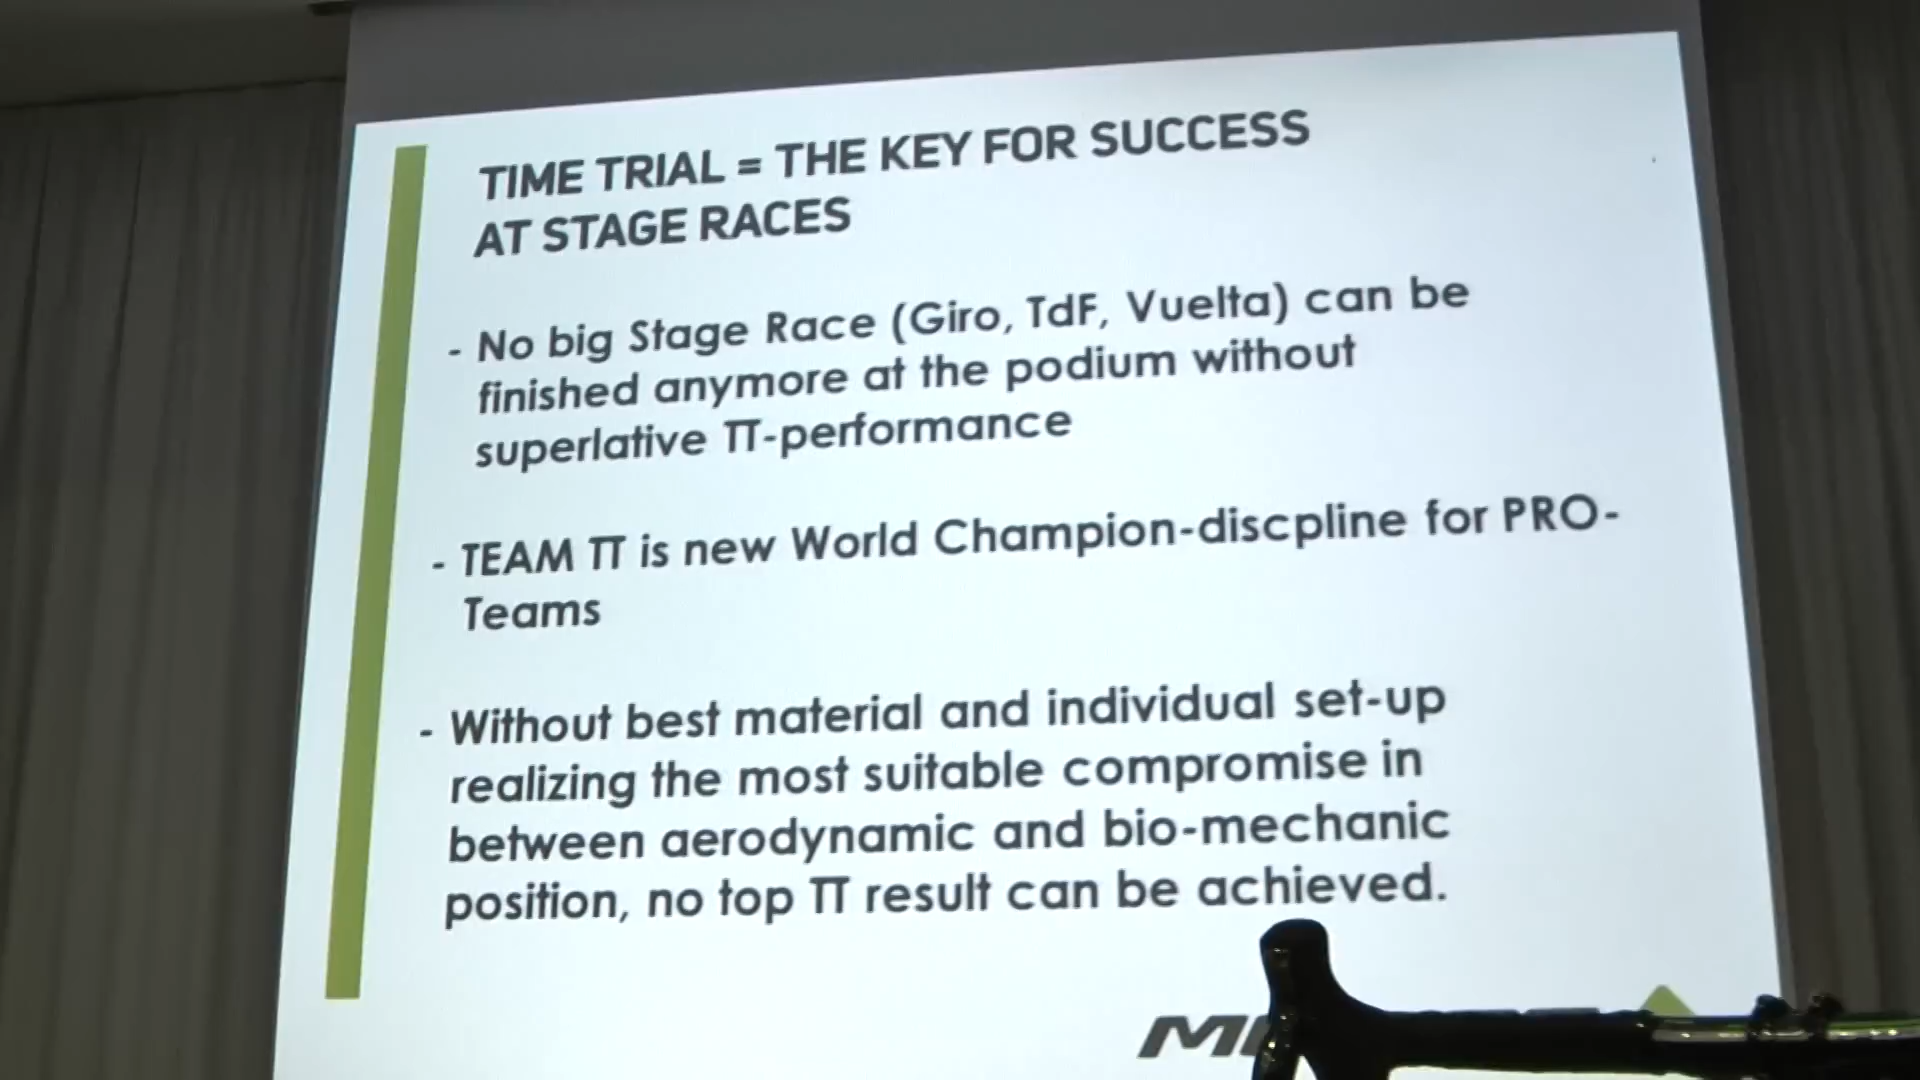 TIME TRIAL = THE KEY FOR SUCCESS
AT STAGE RACES
- No big Stage Race (Giro, TdF, Vuelta) can be
finished anymore at the podium without
superlative TT-performance
- TEAM TT is new World Champion-discpline for PRO-
Teams
- Without best material and individual set-up
realizing the most suitable compromise in
between aerodynamic and bio-mechanic
position, no top TT result can be achieved.